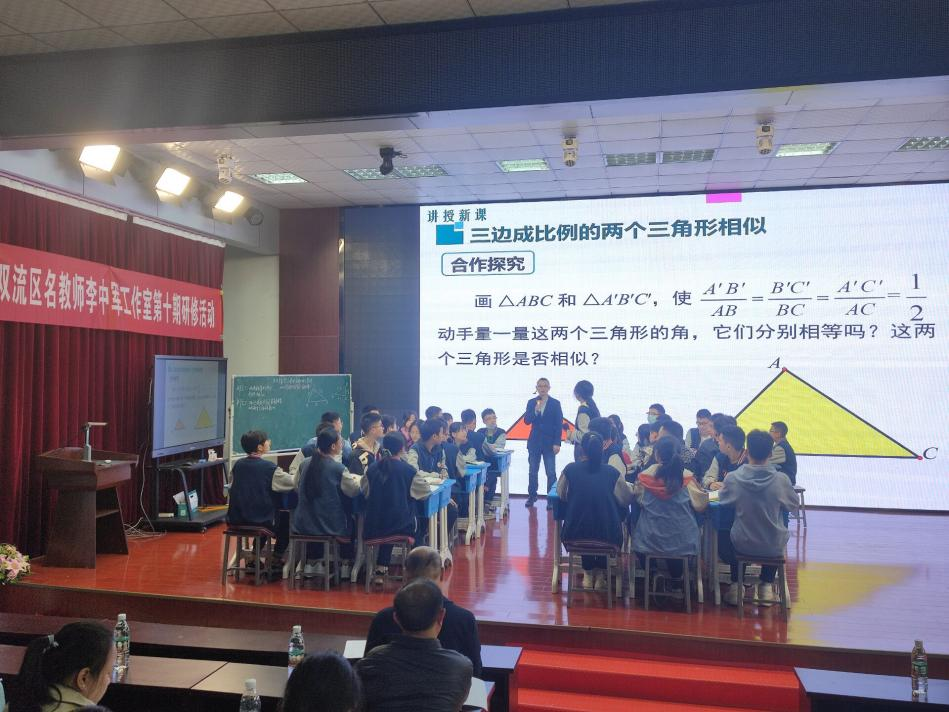 讲授新课
三边成比例的两个三角形相似
合作探究
画 △ABC 和 △A'B'C'，使 A'B'/AB = B'C'/BC = A'C'/AC = 1/2
动手量一量这两个三角形的角，它们分别相等吗？这两
个三角形是否相似？
A
C
双流区名教师李中军工作室第十期研修活动